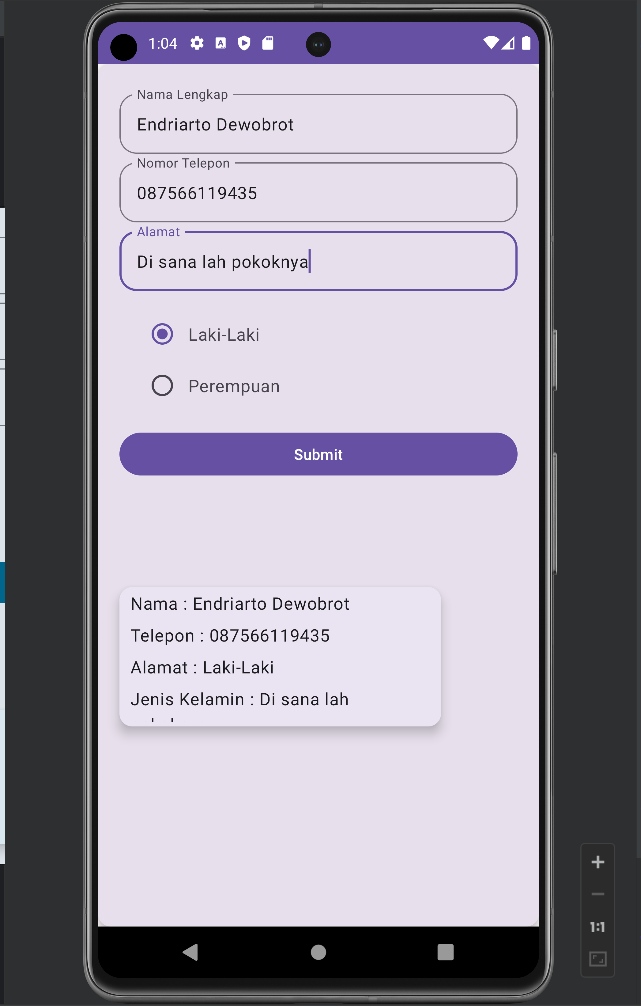 1:04
Nama Lengkap
Endriarto Dewobrot
Nomor Telepon
087566119435
Alamat
Di sana lah pokoknya
Laki-Laki
Perempuan
Submit
Nama : Endriarto Dewobrot
Telepon : 087566119435
Alamat : Laki-Laki
Jenis Kelamin : Di sana lah
1:1